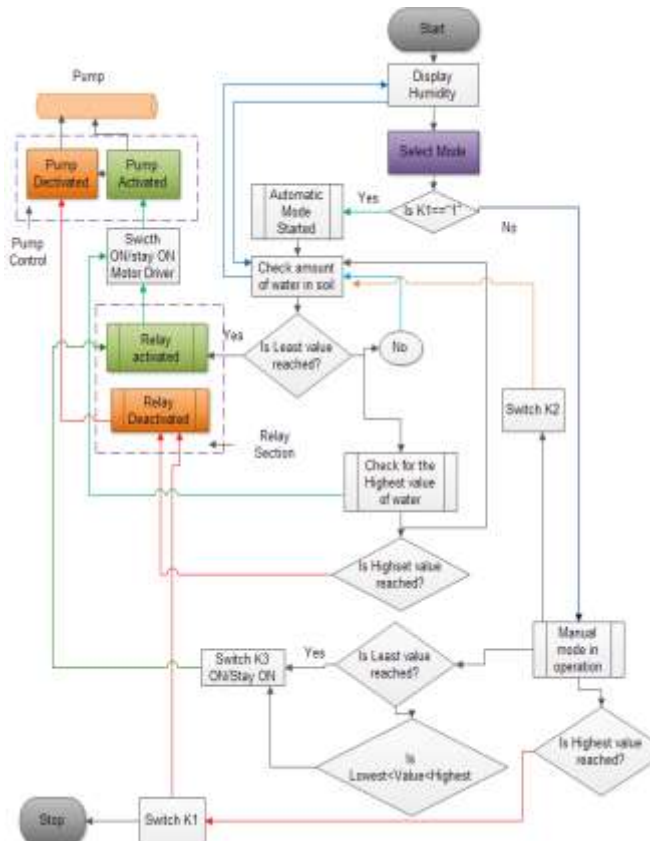 Start
Display
Humidity
Select Mode
Is K1=="1"
Yes
No
Automatic
Mode
Started
Check amount
of water in soil
Is Least value
reached?
Yes
No
Pump
Pump
Dectivated
Pump
Activated
Pump
Control
Swicth
ON/stay ON
Motor Driver
Relay
activated
Relay
Deactivated
Relay
Section
Switch K2
Check for the
Highest value
of water
Is Highset value
reached?
Manual
mode in
operation
Is Least value
reached?
Yes
Switch K3
ON/Stay ON
Is
Lowest<Value<Highest
Is Highest value
reached?
Switch K1
Stop